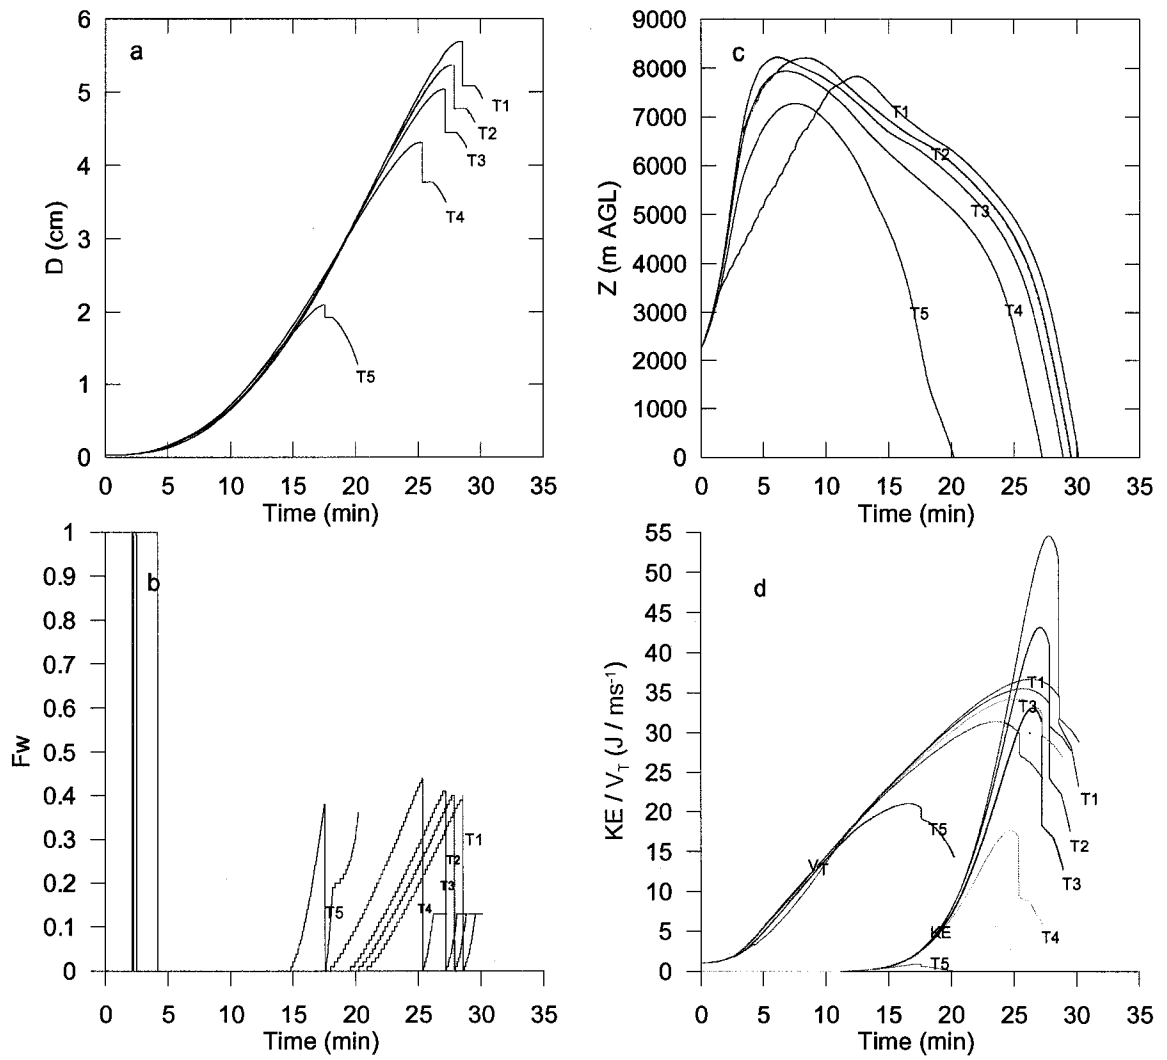 a
D (cm)
6
5
4
3
2
1
0
T1
T2
T3
T4
T5
0 5 10 15 20 25 30 35
Time (min)
c
Z (m AGL)
9000
8000
7000
6000
5000
4000
3000
2000
1000
0
T1
T2
T3
T4
T5
0 5 10 15 20 25 30 35
Time (min)
b
Fw
1
0.9
0.8
0.7
0.6
0.5
0.4
0.3
0.2
0.1
0
T1
T2
T3
T4
T5
0 5 10 15 20 25 30 35
Time (min)
d
KE / V_T (J / ms⁻¹)
55
50
45
40
35
30
25
20
15
10
5
0
T1
T3
T5
V_T
T1
T2
T3
T4
KE
T5
0 5 10 15 20 25 30 35
Time (min)